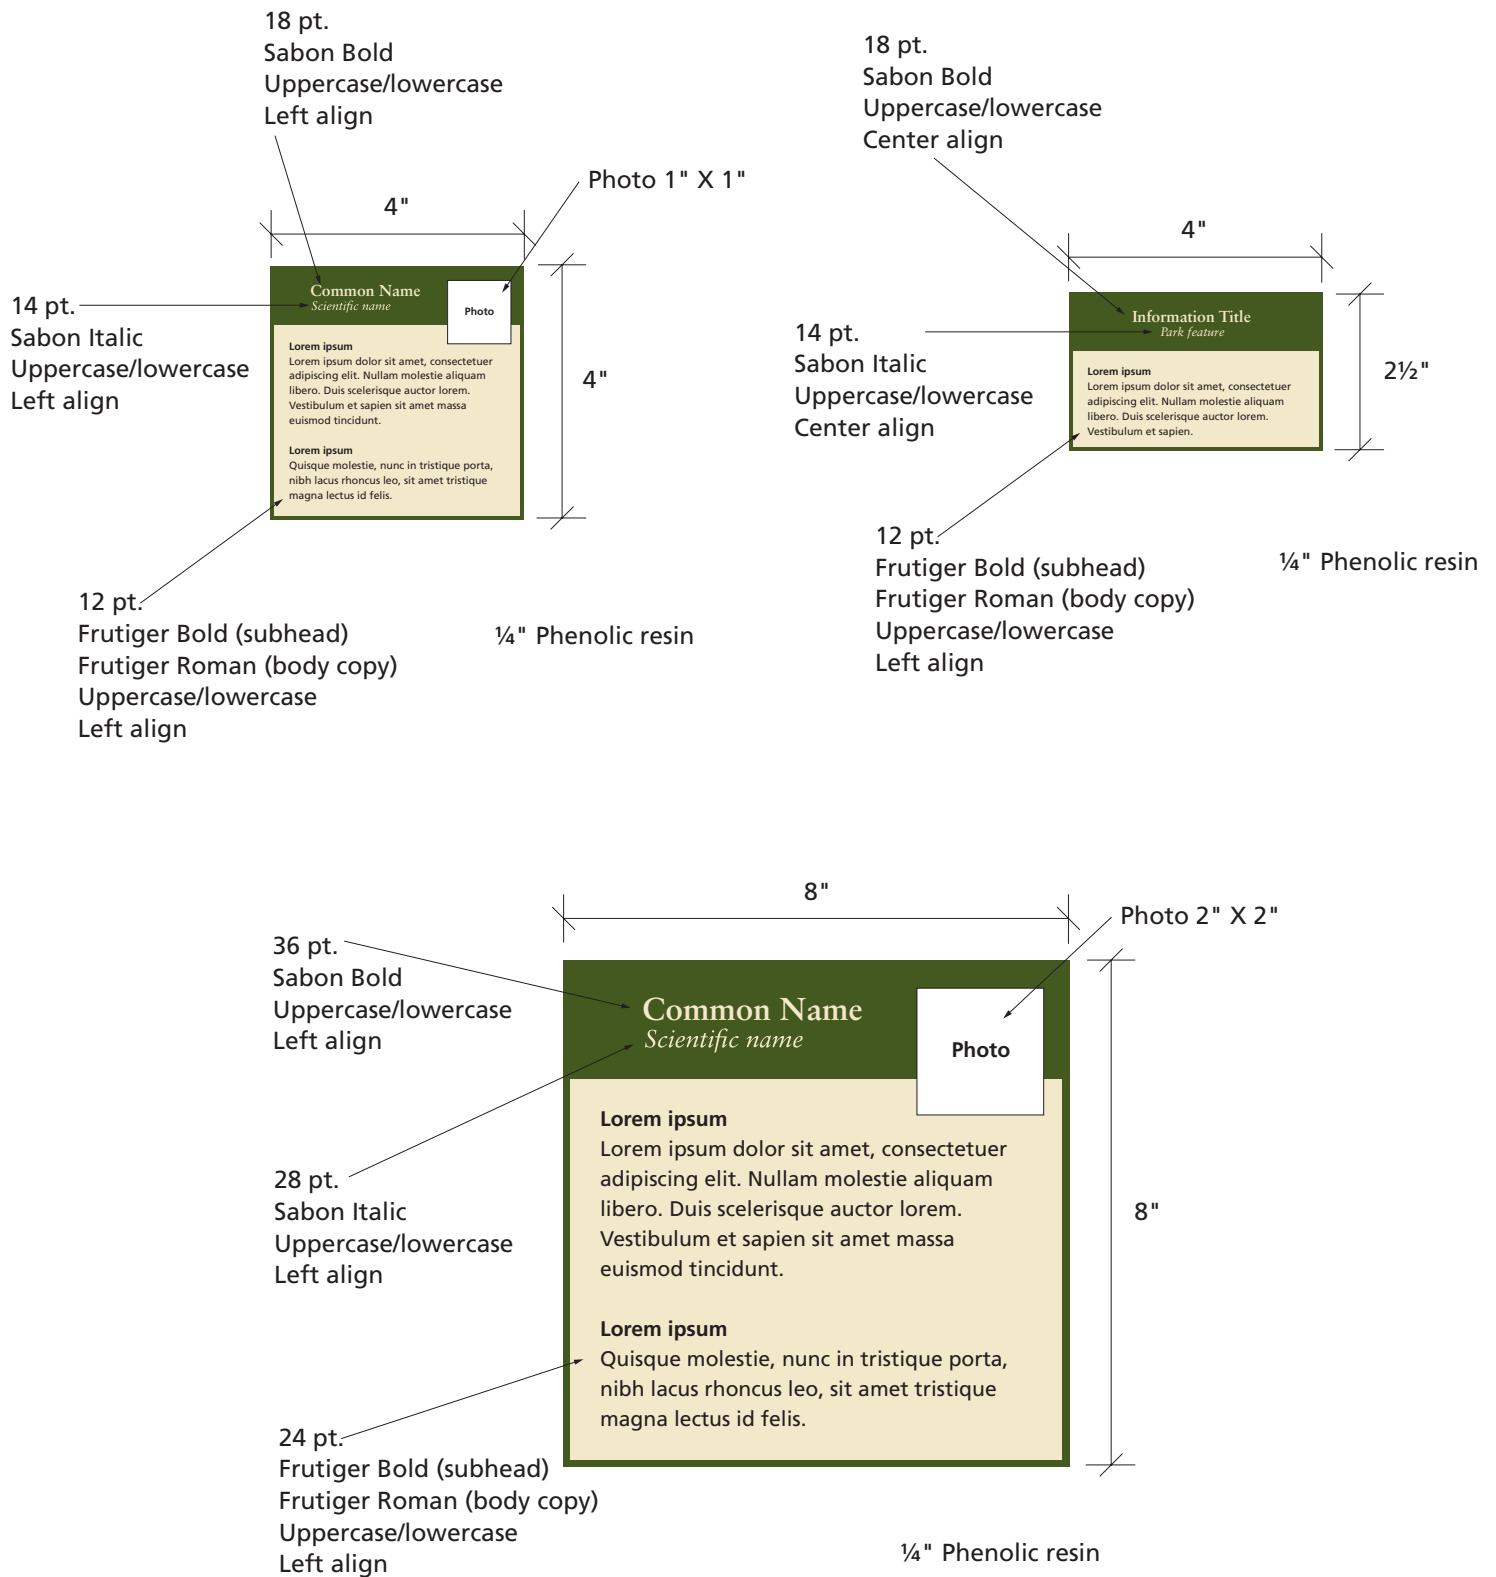 18 pt.
Sabon Bold
Uppercase/lowercase
Left align
Photo 1" X 1"
4"
14 pt.
Sabon Italic
Uppercase/lowercase
Left align
Common Name
Scientific name
Photo
Lorem ipsum
Lorem ipsum dolor sit amet, consectetuer
adipiscing elit. Nullam molestie aliquam
libero. Duis scelerisque auctor lorem.
Vestibulum et sapien sit amet massa
euismod tincidunt.
Lorem ipsum
Quisque molestie, nunc in tristique porta,
nibh lacus rhoncus leo, sit amet tristique
magna lectus id felis.
4"
12 pt.
Frutiger Bold (subhead)
Frutiger Roman (body copy)
Uppercase/lowercase
Left align
¼" Phenolic resin
18 pt.
Sabon Bold
Uppercase/lowercase
Center align
4"
14 pt.
Sabon Italic
Uppercase/lowercase
Center align
Information Title
Park feature
Lorem ipsum
Lorem ipsum dolor sit amet, consectetuer
adipiscing elit. Nullam molestie aliquam
libero. Duis scelerisque auctor lorem.
Vestibulum et sapien.
2½"
12 pt.
Frutiger Bold (subhead)
Frutiger Roman (body copy)
Uppercase/lowercase
Left align
¼" Phenolic resin
8"
Photo 2" X 2"
36 pt.
Sabon Bold
Uppercase/lowercase
Left align
Common Name
Scientific name
Photo
28 pt.
Sabon Italic
Uppercase/lowercase
Left align
Lorem ipsum
Lorem ipsum dolor sit amet, consectetuer
adipiscing elit. Nullam molestie aliquam
libero. Duis scelerisque auctor lorem.
Vestibulum et sapien sit amet massa
euismod tincidunt.
Lorem ipsum
Quisque molestie, nunc in tristique porta,
nibh lacus rhoncus leo, sit amet tristique
magna lectus id felis.
8"
24 pt.
Frutiger Bold (subhead)
Frutiger Roman (body copy)
Uppercase/lowercase
Left align
¼" Phenolic resin